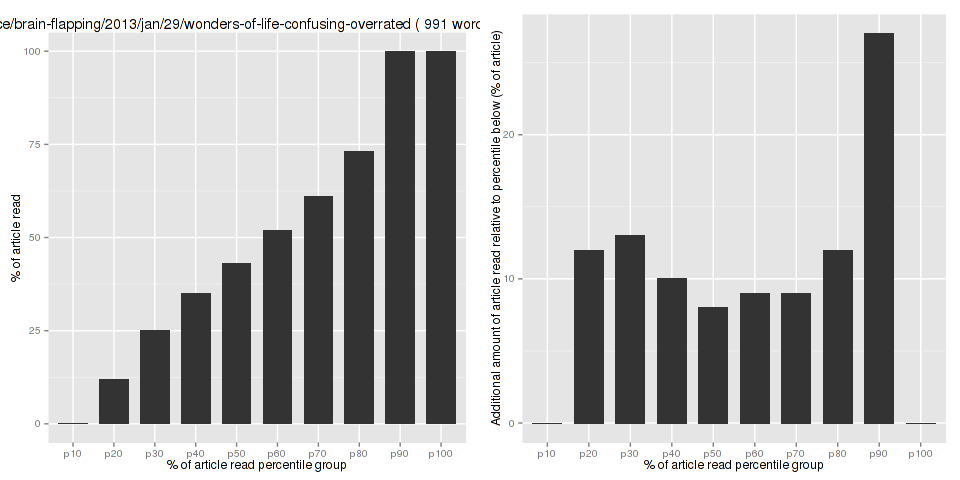 ce/brain-flapping/2013/jan/29/wonders-of-life-confusing-overrated ( 991 word
% of article read
100
75
50
25
0
p10 p20 p30 p40 p50 p60 p70 p80 p90 p100
% of article read percentile group
Additional amount of article read relative to percentile below (% of article)
20
10
0
p10 p20 p30 p40 p50 p60 p70 p80 p90 p100
% of article read percentile group